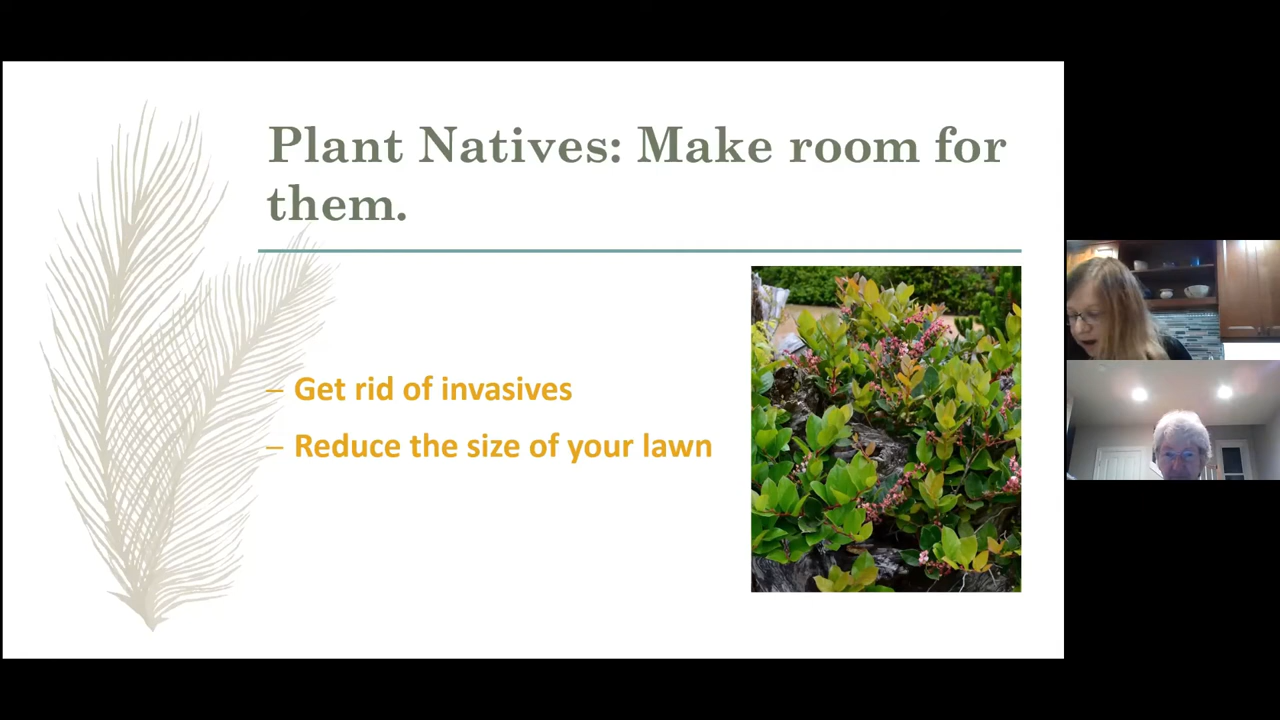 Plant Natives: Make room for
them.
– Get rid of invasives
– Reduce the size of your lawn